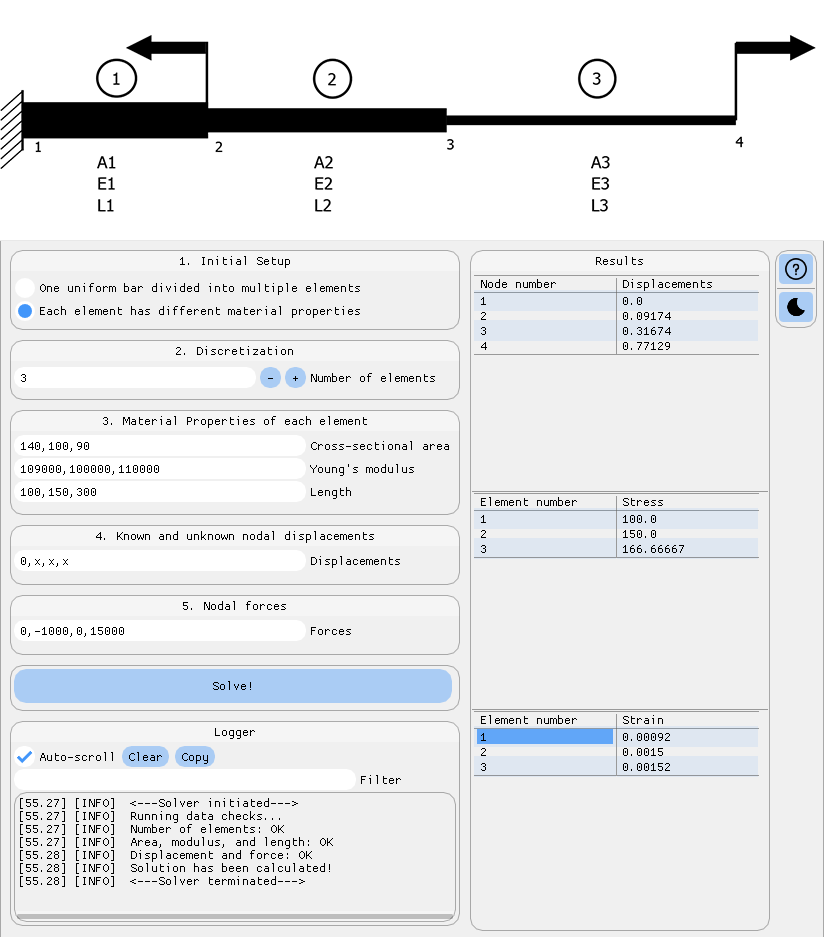 1
2
3
1
2
3
4
A1
A2
A3
E1
E2
E3
L1
L2
L3
1. Initial Setup
One uniform bar divided into multiple elements
Each element has different material properties
2. Discretization
3 - + Number of elements
3. Material Properties of each element
140,100,90 Cross-sectional area
109000,100000,110000 Young's modulus
100,150,300 Length
4. Known and unknown nodal displacements
0,x,x,x Displacements
5. Nodal forces
0,-1000,0,15000 Forces
Solve!
Logger
Auto-scroll Clear Copy
Filter
[55.27] [INFO] <---Solver initiated--->
[55.27] [INFO] Running data checks...
[55.27] [INFO] Number of elements: OK
[55.27] [INFO] Area, modulus, and length: OK
[55.28] [INFO] Displacement and force: OK
[55.28] [INFO] Solution has been calculated!
[55.28] [INFO] <---Solver terminated--->
Results
Node number Displacements
1 0.0
2 0.09174
3 0.31674
4 0.77129
Element number Stress
1 100.0
2 150.0
3 166.66667
Element number Strain
1 0.00092
2 0.0015
3 0.00152
?